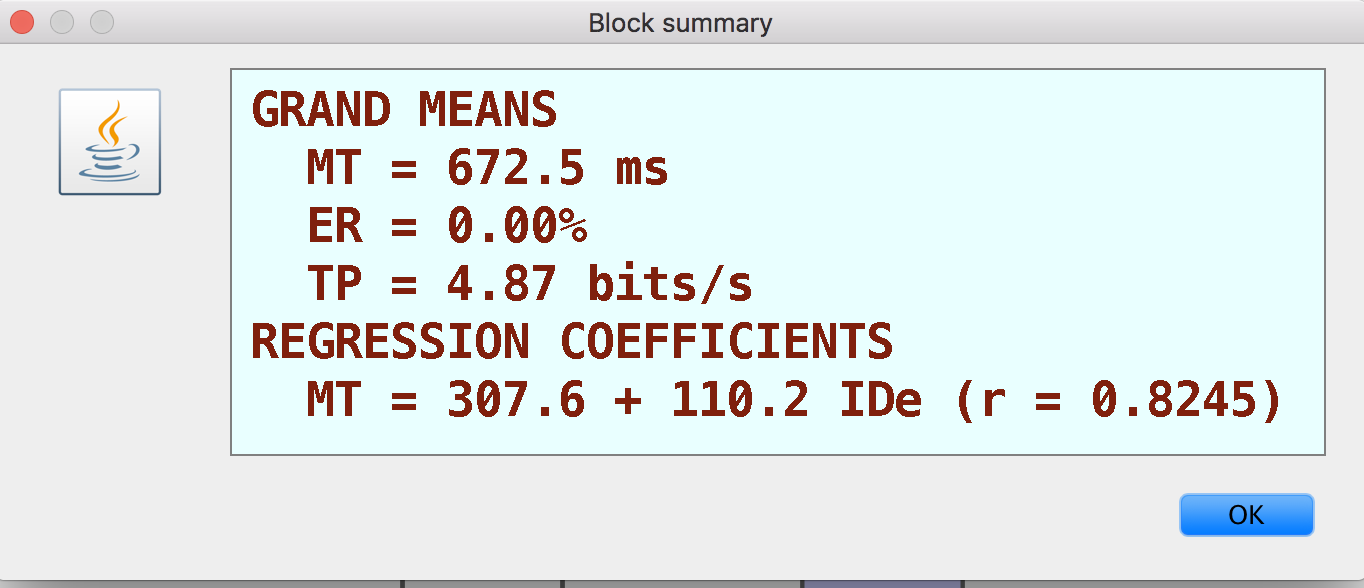 Block summary
GRAND MEANS
MT = 672.5 ms
ER = 0.00%
TP = 4.87 bits/s
REGRESSION COEFFICIENTS
MT = 307.6 + 110.2 IDe (r = 0.8245)
OK